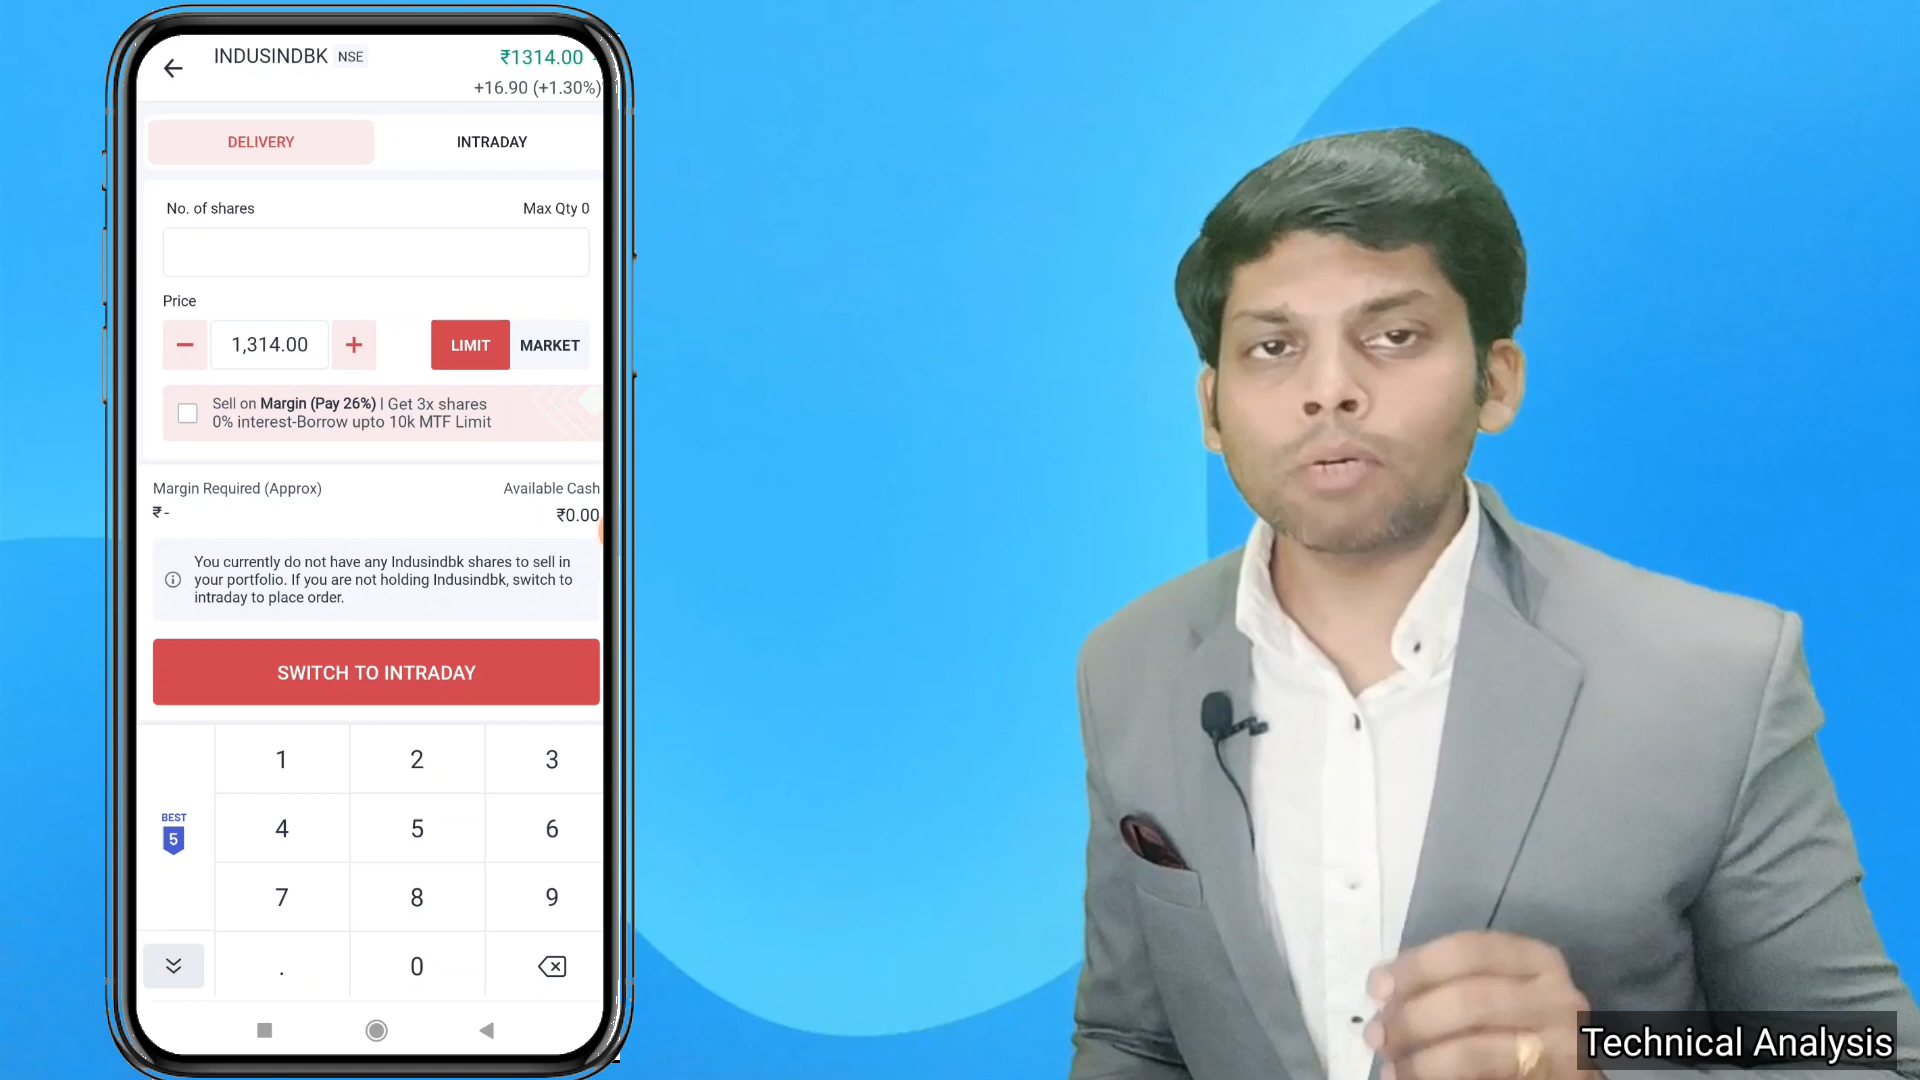 INDUSINDBK NSE
₹1314.00
+16.90 (+1.30%)
DELIVERY
INTRADAY
No. of shares
Max Qty 0
Price
− 1,314.00 +
LIMIT MARKET
Sell on Margin (Pay 26%) | Get 3x shares
0% interest-Borrow upto 10k MTF Limit
Margin Required (Approx)
Available Cash
₹ -
₹0.00
You currently do not have any Indusindbk shares to sell in
your portfolio. If you are not holding Indusindbk, switch to
intraday to place order.
SWITCH TO INTRADAY
1 2 3
BEST
5
4 5 6
7 8 9
. 0
Technical Analysis